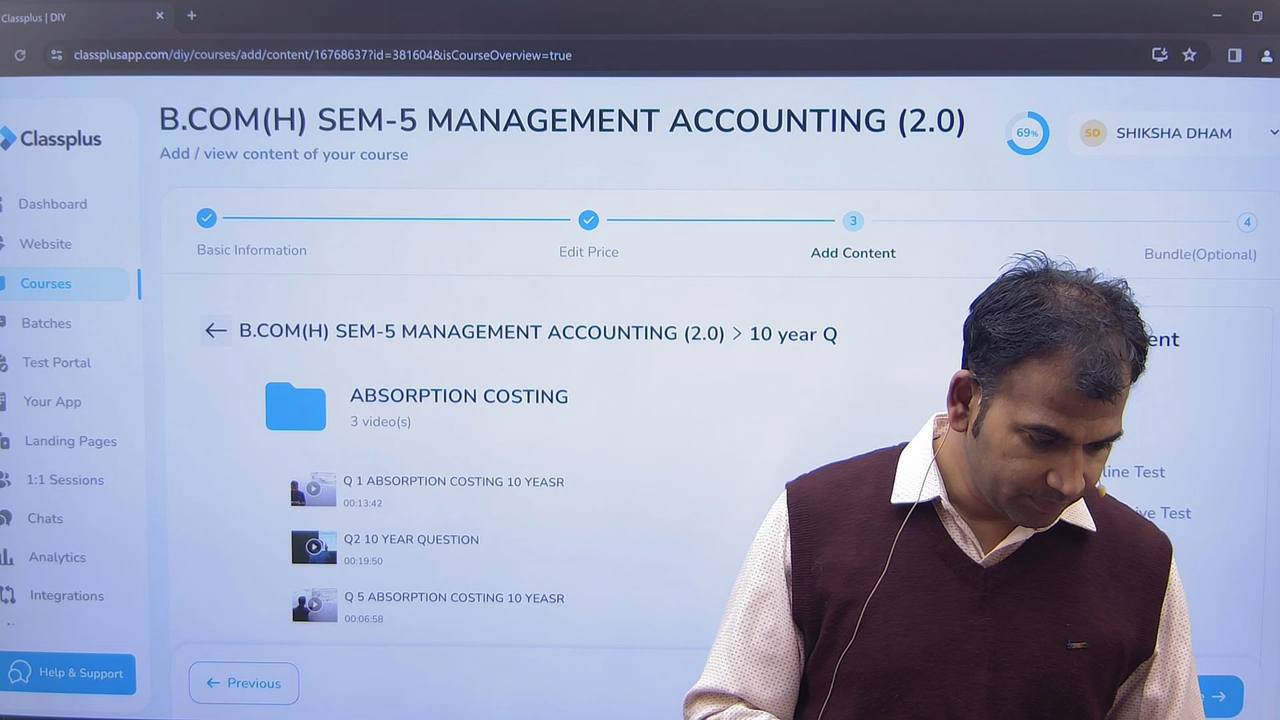 Classplus | DIY
classplusapp.com/diy/courses/add/content/16768637?id=381604&isCourseOverview=true
Classplus
B.COM(H) SEM-5 MANAGEMENT ACCOUNTING (2.0)
Add / view content of your course
69%
SD SHIKSHA DHAM
Dashboard
Website
Courses
Batches
Test Portal
Your App
Landing Pages
1:1 Sessions
Chats
Analytics
Integrations
Help & Support
3
4
Basic Information
Edit Price
Add Content
Bundle(Optional)
B.COM(H) SEM-5 MANAGEMENT ACCOUNTING (2.0) > 10 year Q
ABSORPTION COSTING
3 video(s)
Q 1 ABSORPTION COSTING 10 YEASR
00:13:42
Q2 10 YEAR QUESTION
00:19:50
Q 5 ABSORPTION COSTING 10 YEASR
00:06:58
Previous
ent
line Test
ive Test